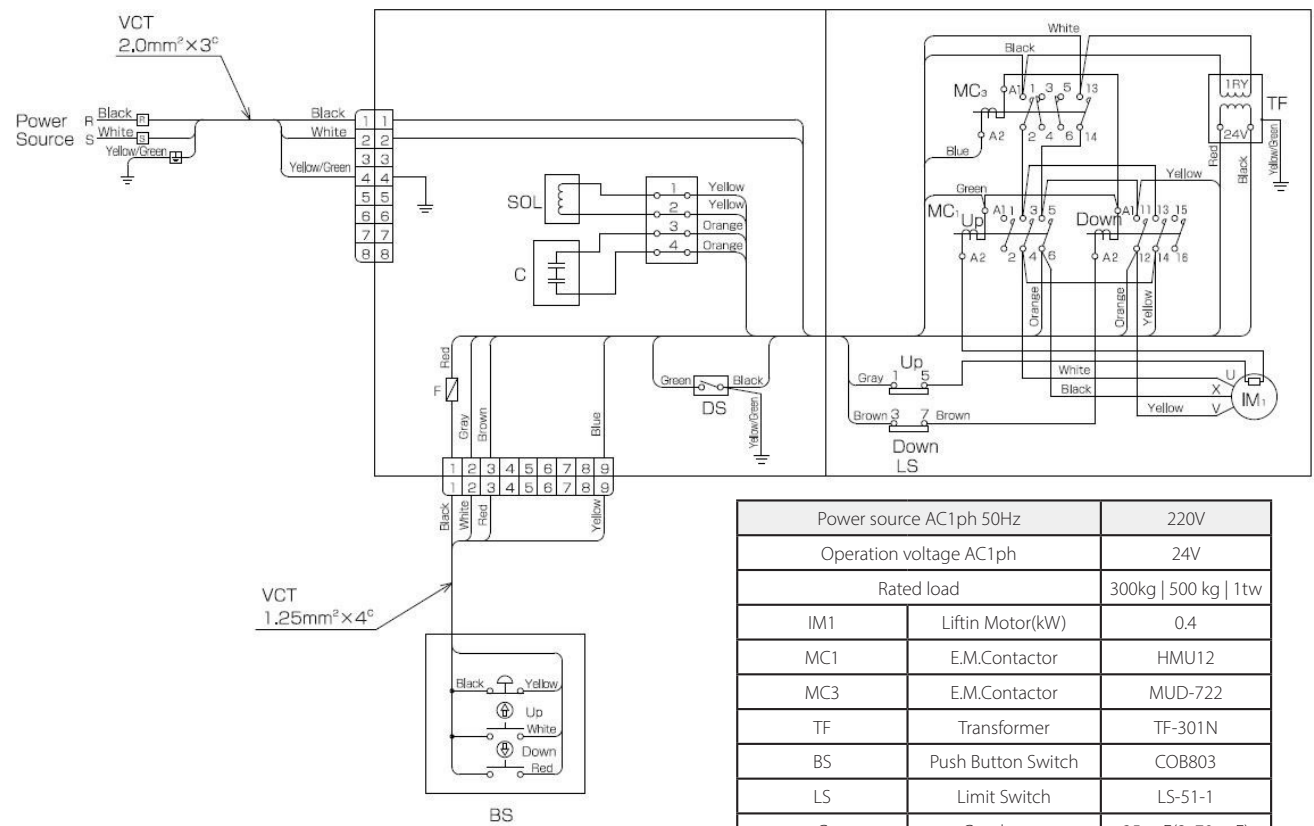 VCT
2.0mm²×3ᶜ
Power Source
R Black R
S White S
Yellow/Green
Black
White
Yellow/Green
1 1
2 2
3 3
4 4
5 5
6 6
7 7
8 8
SOL
C
1 Yellow
2 Yellow
3 Orange
4 Orange
White
Black
MC₃
A1 1 3 5 13
A2 2 4 6 14
Blue
1RY
TF
24V
Red
Black
Yellow/Green
Yellow
Green
MC₁ Up A1 1 3 5
A2 2 4 6
Down A1 11 13 15
A2 12 14 16
Orange
Orange
Yellow
Red
F
Gray
Brown
Blue
Green Black
DS
Yellow/Green
Up
Gray 1 5
Brown 3 7 Brown
Down
LS
White
Black
Yellow
U
X
V
IM₁
1 2 3 4 5 6 7 8 9
1 2 3 4 5 6 7 8 9
Black
White
Red
Yellow
VCT
1.25mm²×4ᶜ
Black Yellow
Up
White
Down
Red
BS
Power source AC1ph 50Hz 220V
Operation voltage AC1ph 24V
Rated load 300kg | 500 kg | 1tw
IM1 Liftin Motor(kW) 0.4
MC1 E.M.Contactor HMU12
MC3 E.M.Contactor MUD-722
TF Transformer TF-301N
BS Push Button Switch COB803
LS Limit Switch LS-51-1